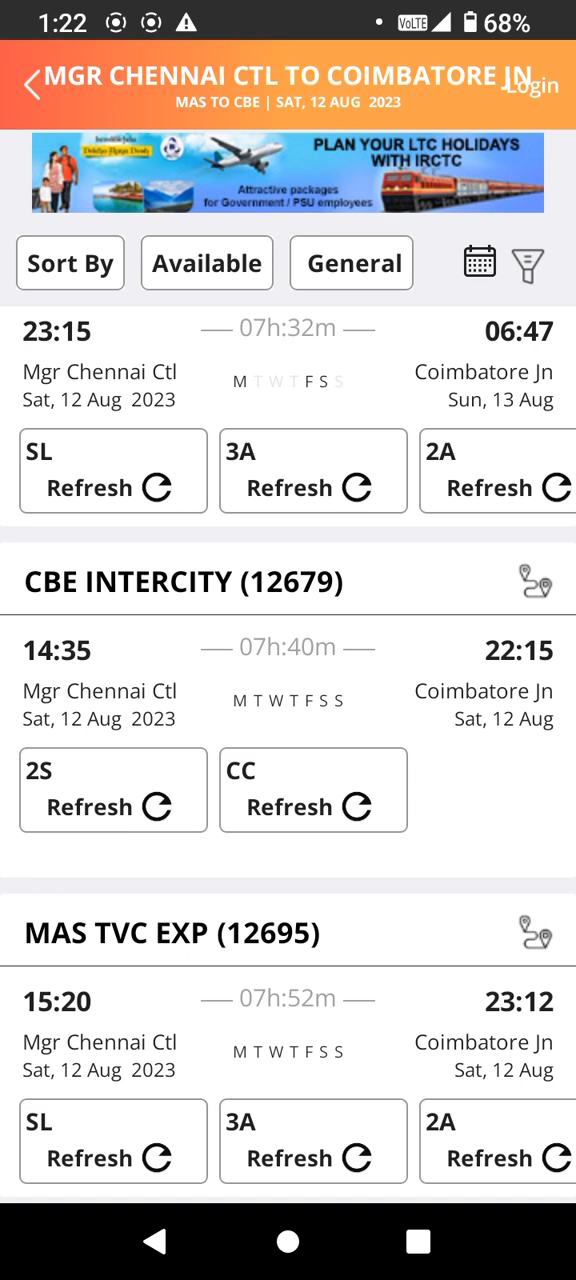 1:22
VoLTE
68%
MGR CHENNAI CTL TO COIMBATORE JN
Login
MAS TO CBE | SAT, 12 AUG 2023
PLAN YOUR LTC HOLIDAYS
WITH IRCTC
Attractive packages
for Government / PSU employees
Sort By
Available
General
23:15
07h:32m
06:47
Mgr Chennai Ctl
M T W T F S S
Coimbatore Jn
Sat, 12 Aug 2023
Sun, 13 Aug
SL
3A
2A
Refresh
Refresh
Refresh
CBE INTERCITY (12679)
14:35
07h:40m
22:15
Mgr Chennai Ctl
M T W T F S S
Coimbatore Jn
Sat, 12 Aug 2023
Sat, 12 Aug
2S
CC
Refresh
Refresh
MAS TVC EXP (12695)
15:20
07h:52m
23:12
Mgr Chennai Ctl
M T W T F S S
Coimbatore Jn
Sat, 12 Aug 2023
Sat, 12 Aug
SL
3A
2A
Refresh
Refresh
Refresh